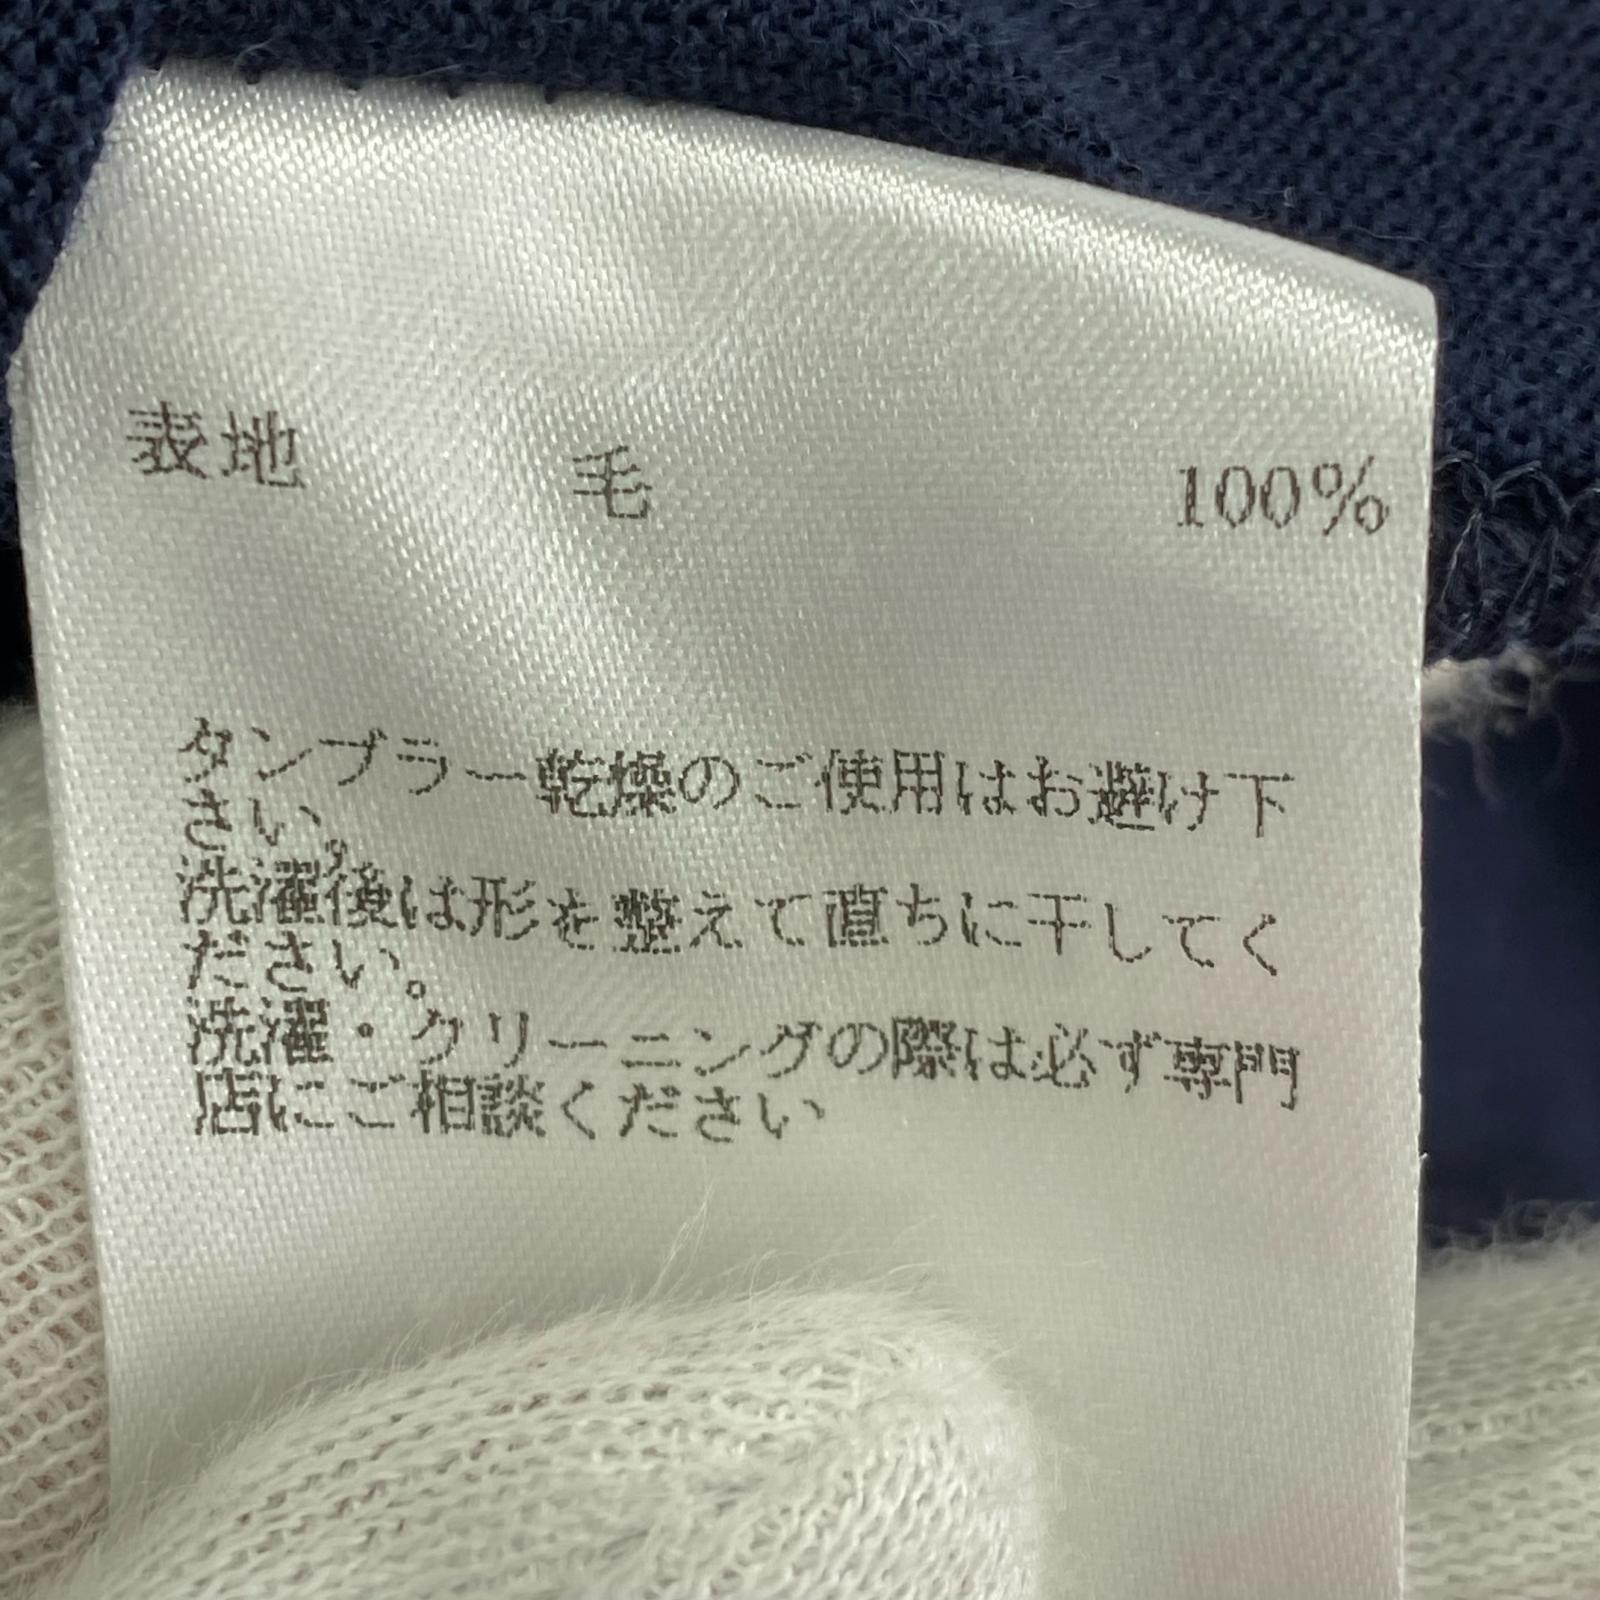 表地 毛 100%
タンブラー乾燥のご使用はお避け下
さい。
洗濯後は形を整えて直ちに干してく
ださい。
洗濯・クリーニングの際は必ず専門
店にご相談ください